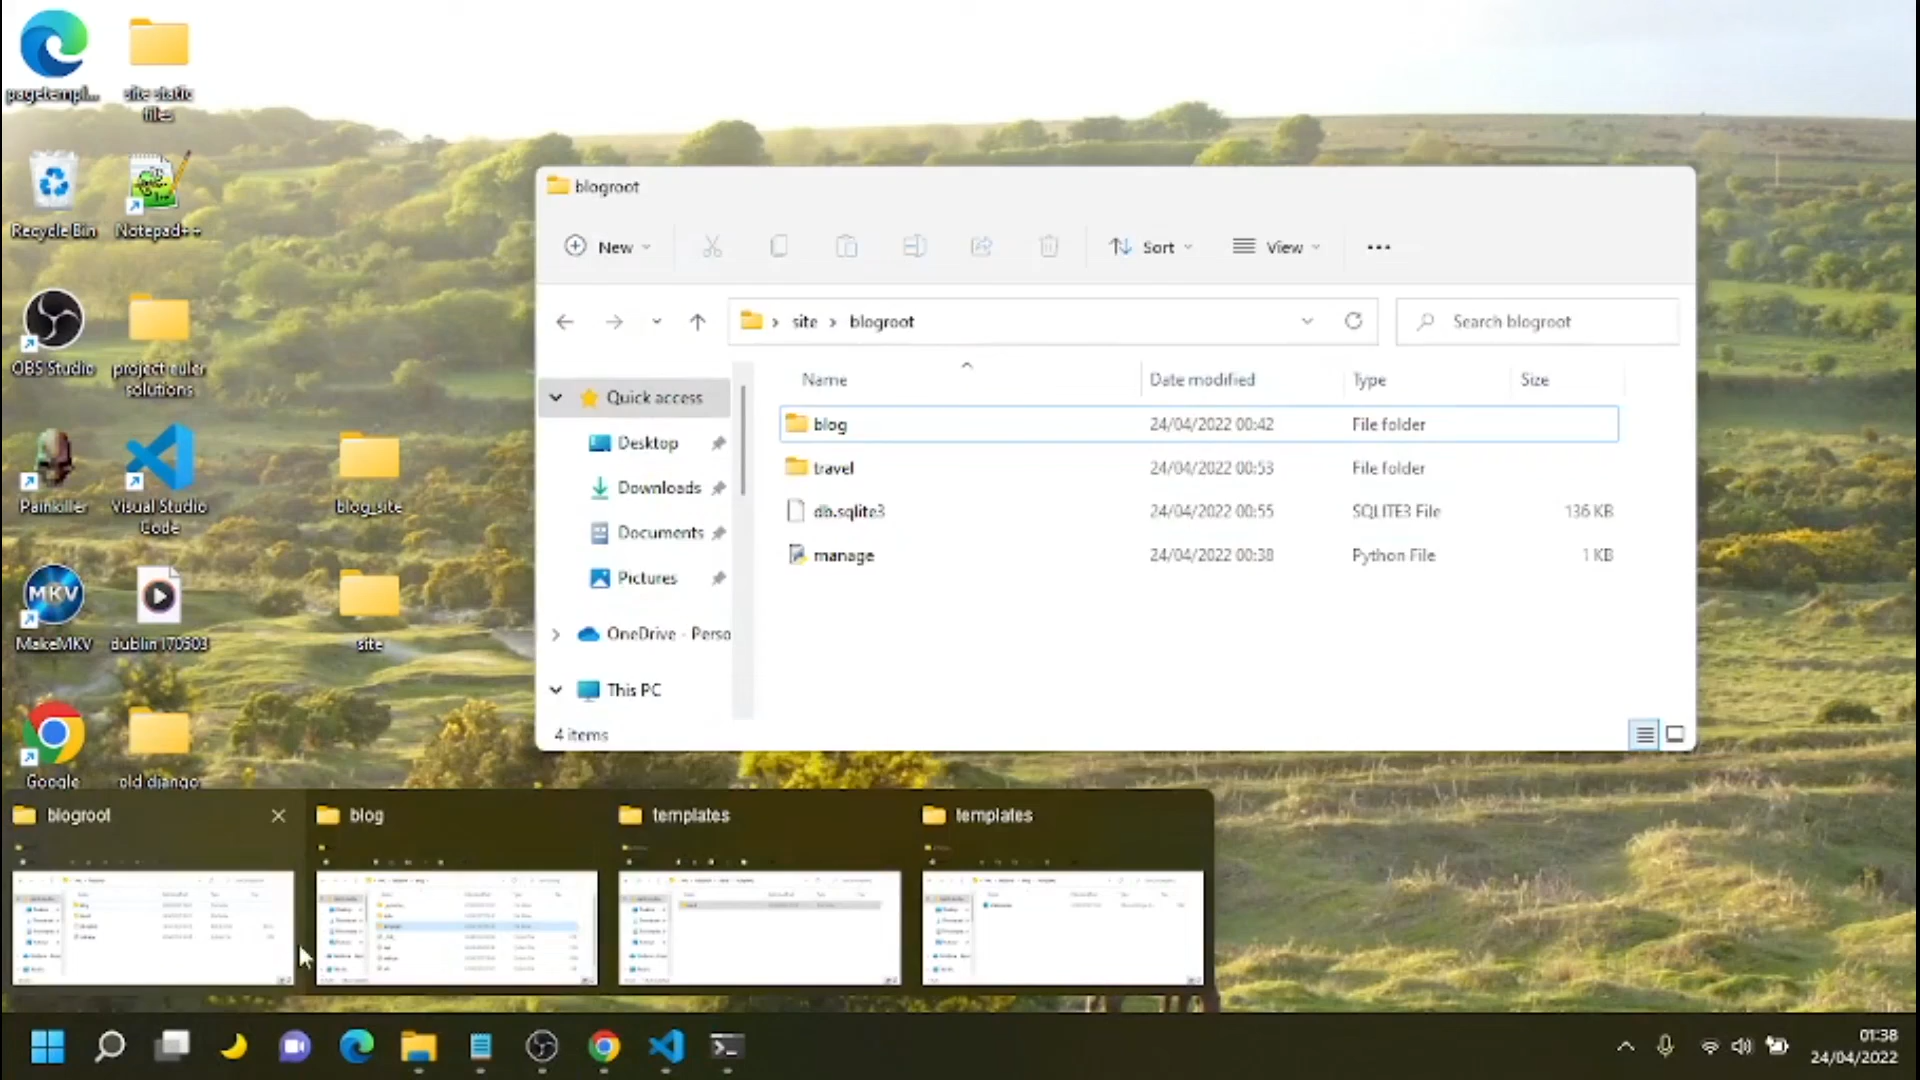 pagetempl...
site static
files
Recycle Bin
Notepad++
OBS Studio
project euler
solutions
Painkiller
Visual Studio
Code
blog_site
MKV
MakeMKV
dublin 170503
site
Google
old django
blogroot
New
Sort
View
site
blogroot
Search blogroot
Name
Date modified
Type
Size
Quick access
Desktop
Downloads
Documents
Pictures
OneDrive - Perso
This PC
blog
24/04/2022 00:42
File folder
travel
24/04/2022 00:53
File folder
db.sqlite3
24/04/2022 00:55
SQLITE3 File
136 KB
manage
24/04/2022 00:38
Python File
1 KB
4 items
blogroot
blog
templates
templates
01:38
24/04/2022